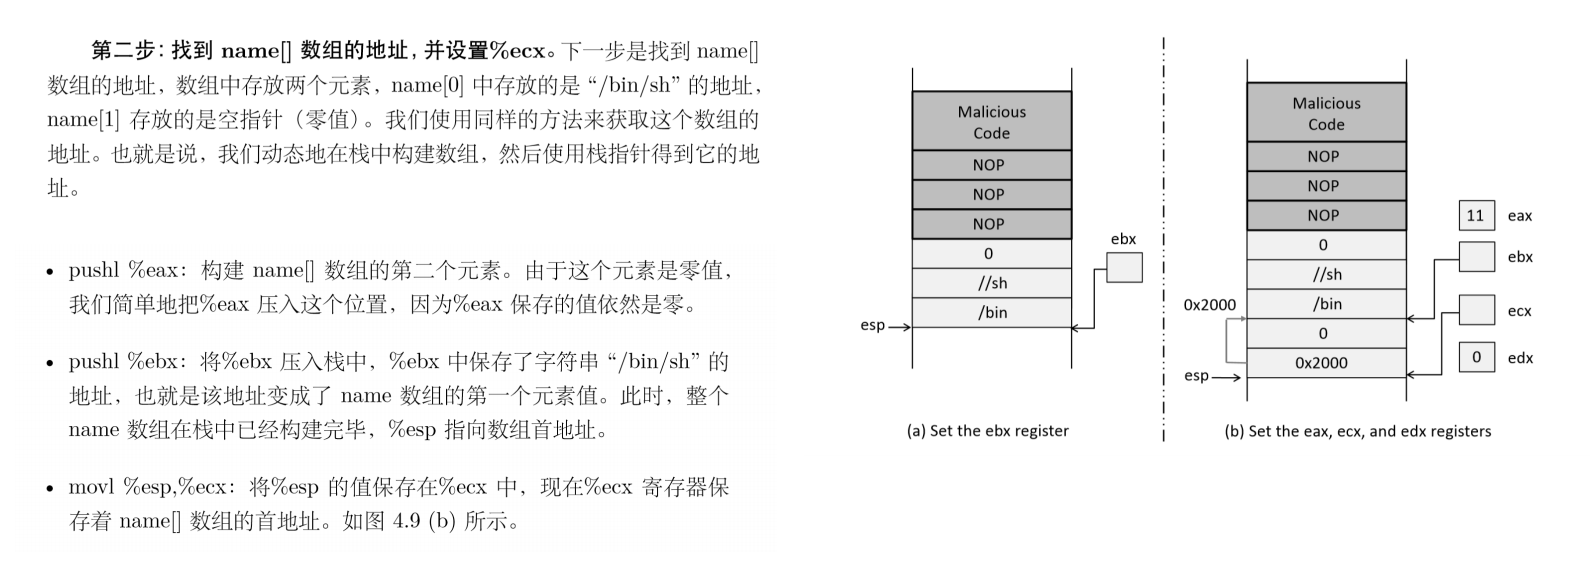 第二步：找到 name[] 数组的地址，并设置%ecx。下一步是找到 name[]
数组的地址，数组中存放两个元素，name[0] 中存放的是 “/bin/sh” 的地址，
name[1] 存放的是空指针（零值）。我们使用同样的方法来获取这个数组的
地址。也就是说，我们动态地在栈中构建数组，然后使用栈指针得到它的地
址。
• pushl %eax：构建 name[] 数组的第二个元素。由于这个元素是零值，
我们简单地把%eax 压入这个位置，因为%eax 保存的值依然是零。
• pushl %ebx：将%ebx 压入栈中，%ebx 中保存了字符串 “/bin/sh” 的
地址，也就是该地址变成了 name 数组的第一个元素值。此时，整个
name 数组在栈中已经构建完毕，%esp 指向数组首地址。
• movl %esp,%ecx：将%esp 的值保存在%ecx 中，现在%ecx 寄存器保
存着 name[] 数组的首地址。如图 4.9 (b) 所示。
Malicious
Code
NOP
NOP
NOP
0
//sh
/bin
esp
ebx
(a) Set the ebx register
Malicious
Code
NOP
NOP
NOP
0
//sh
/bin
0
0x2000
0x2000
esp
11
eax
ebx
ecx
0
edx
(b) Set the eax, ecx, and edx registers